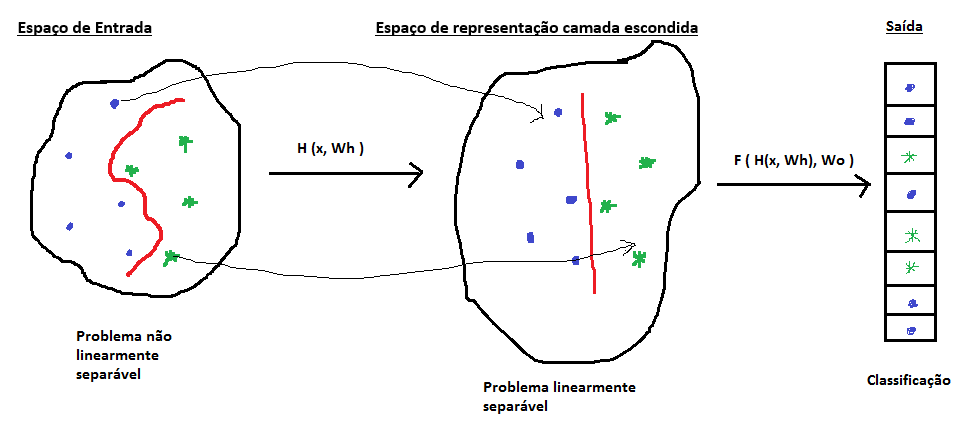 Espaço de Entrada
Espaço de representação camada escondida
Saída
H (x, Wh )
F ( H(x, Wh), Wo )
Problema não
linearmente
separável
Problema linearmente
separável
Classificação